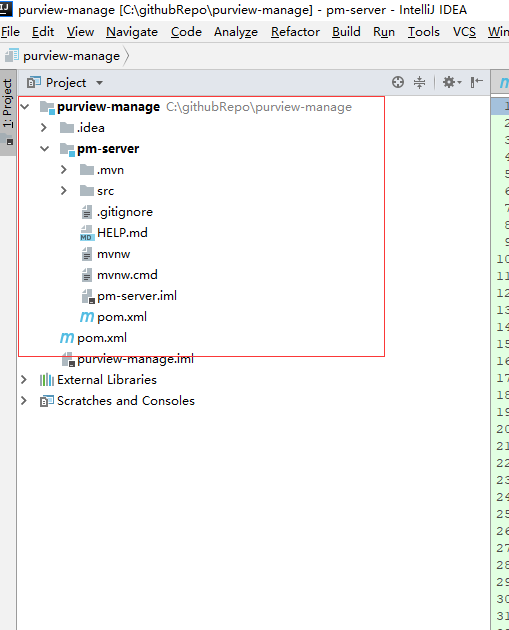 IJ purview-manage [C:\githubRepo\purview-manage] - pm-server - IntelliJ IDEA
File Edit View Navigate Code Analyze Refactor Build Run Tools VCS Win
purview-manage
1: Project
Project
purview-manage C:\githubRepo\purview-manage
.idea
pm-server
.mvn
src
.gitignore
MD HELP.md
mvnw
mvnw.cmd
pm-server.iml
m pom.xml
m pom.xml
purview-manage.iml
External Libraries
Scratches and Consoles
m
1
2
3
4
5
6
7
8
9
10
11
12
13
14
15
16
17
18
19
20
21
22
23
24
25
26
27
28
29
30
31